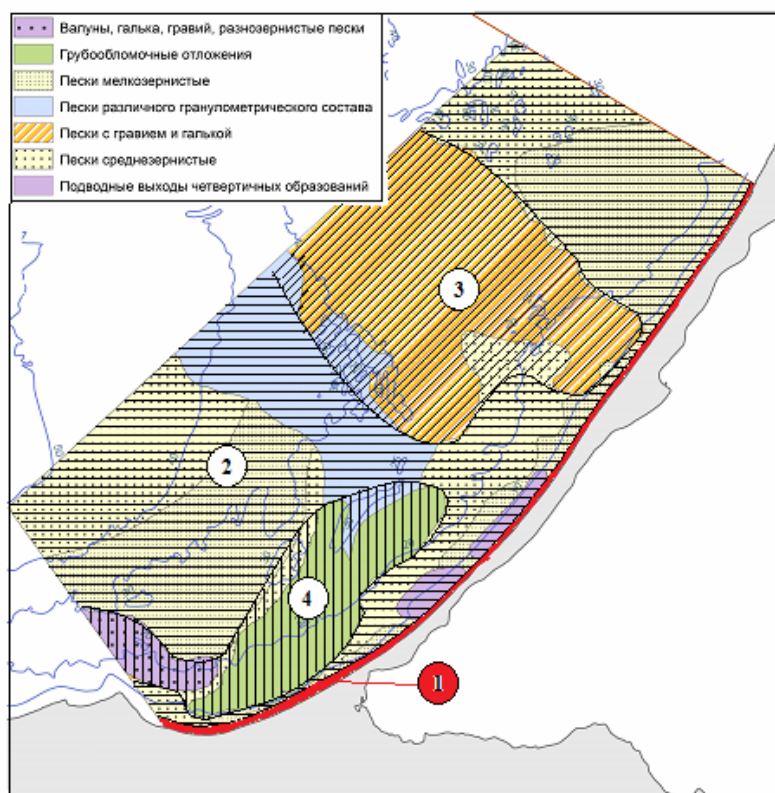 Валуны, галька, гравий, разнозернистые пески
Грубообломочные отложения
Пески мелкозернистые
Пески различного гранулометрического состава
Пески с гравием и галькой
Пески среднезернистые
Подводные выходы четвертичных образований
3
2
4
1